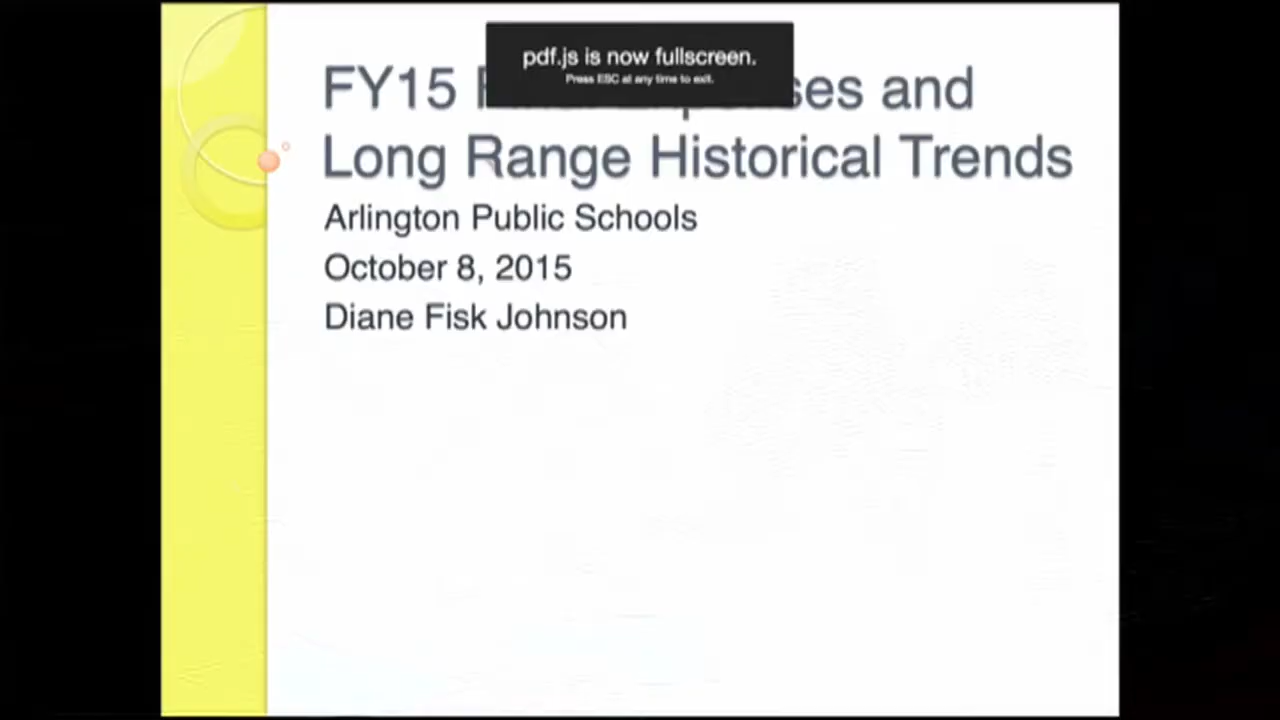 pdf.js is now fullscreen.
Press ESC at any time to exit.
FY15 ses and
Long Range Historical Trends
Arlington Public Schools
October 8, 2015
Diane Fisk Johnson